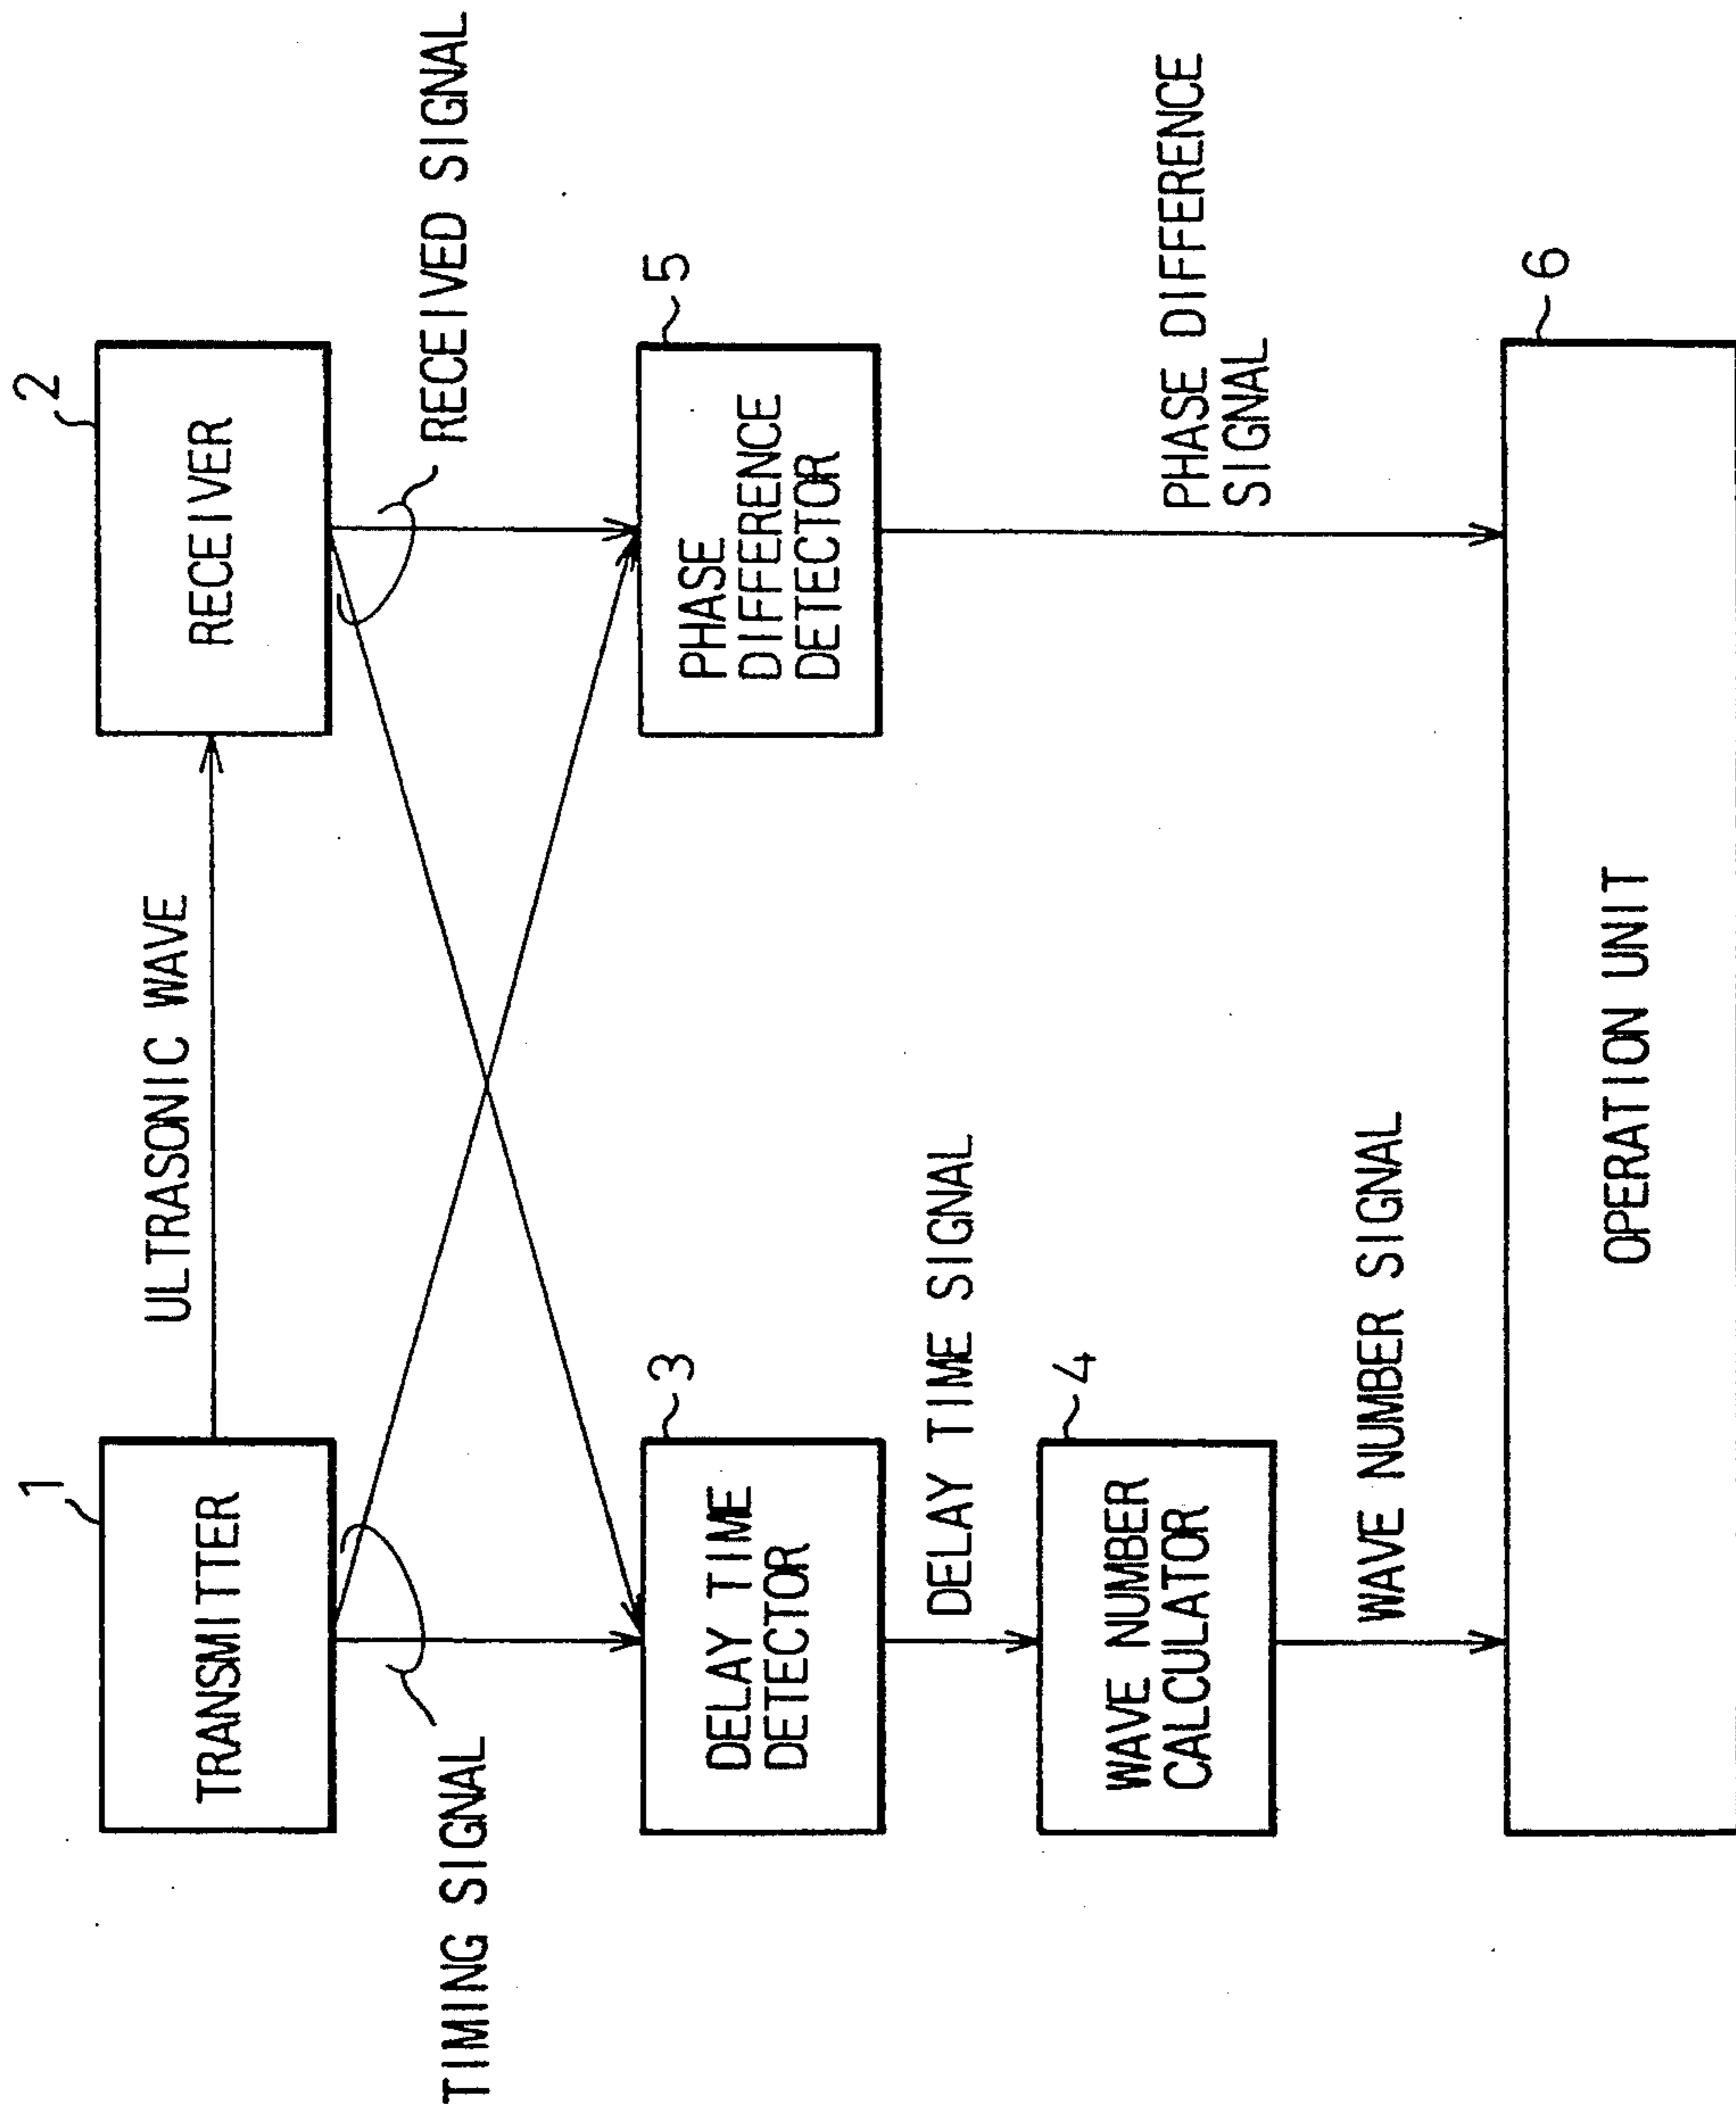 1
TRANSMITTER
ULTRASONIC WAVE
2
RECEIVER
TIMING SIGNAL
RECEIVED SIGNAL
3
DELAY TIME
DETECTOR
5
PHASE
DIFFERENCE
DETECTOR
DELAY TIME SIGNAL
4
WAVE NUMBER
CALCULATOR
PHASE DIFFERENCE
SIGNAL
WAVE NUMBER SIGNAL
6
OPERATION UNIT